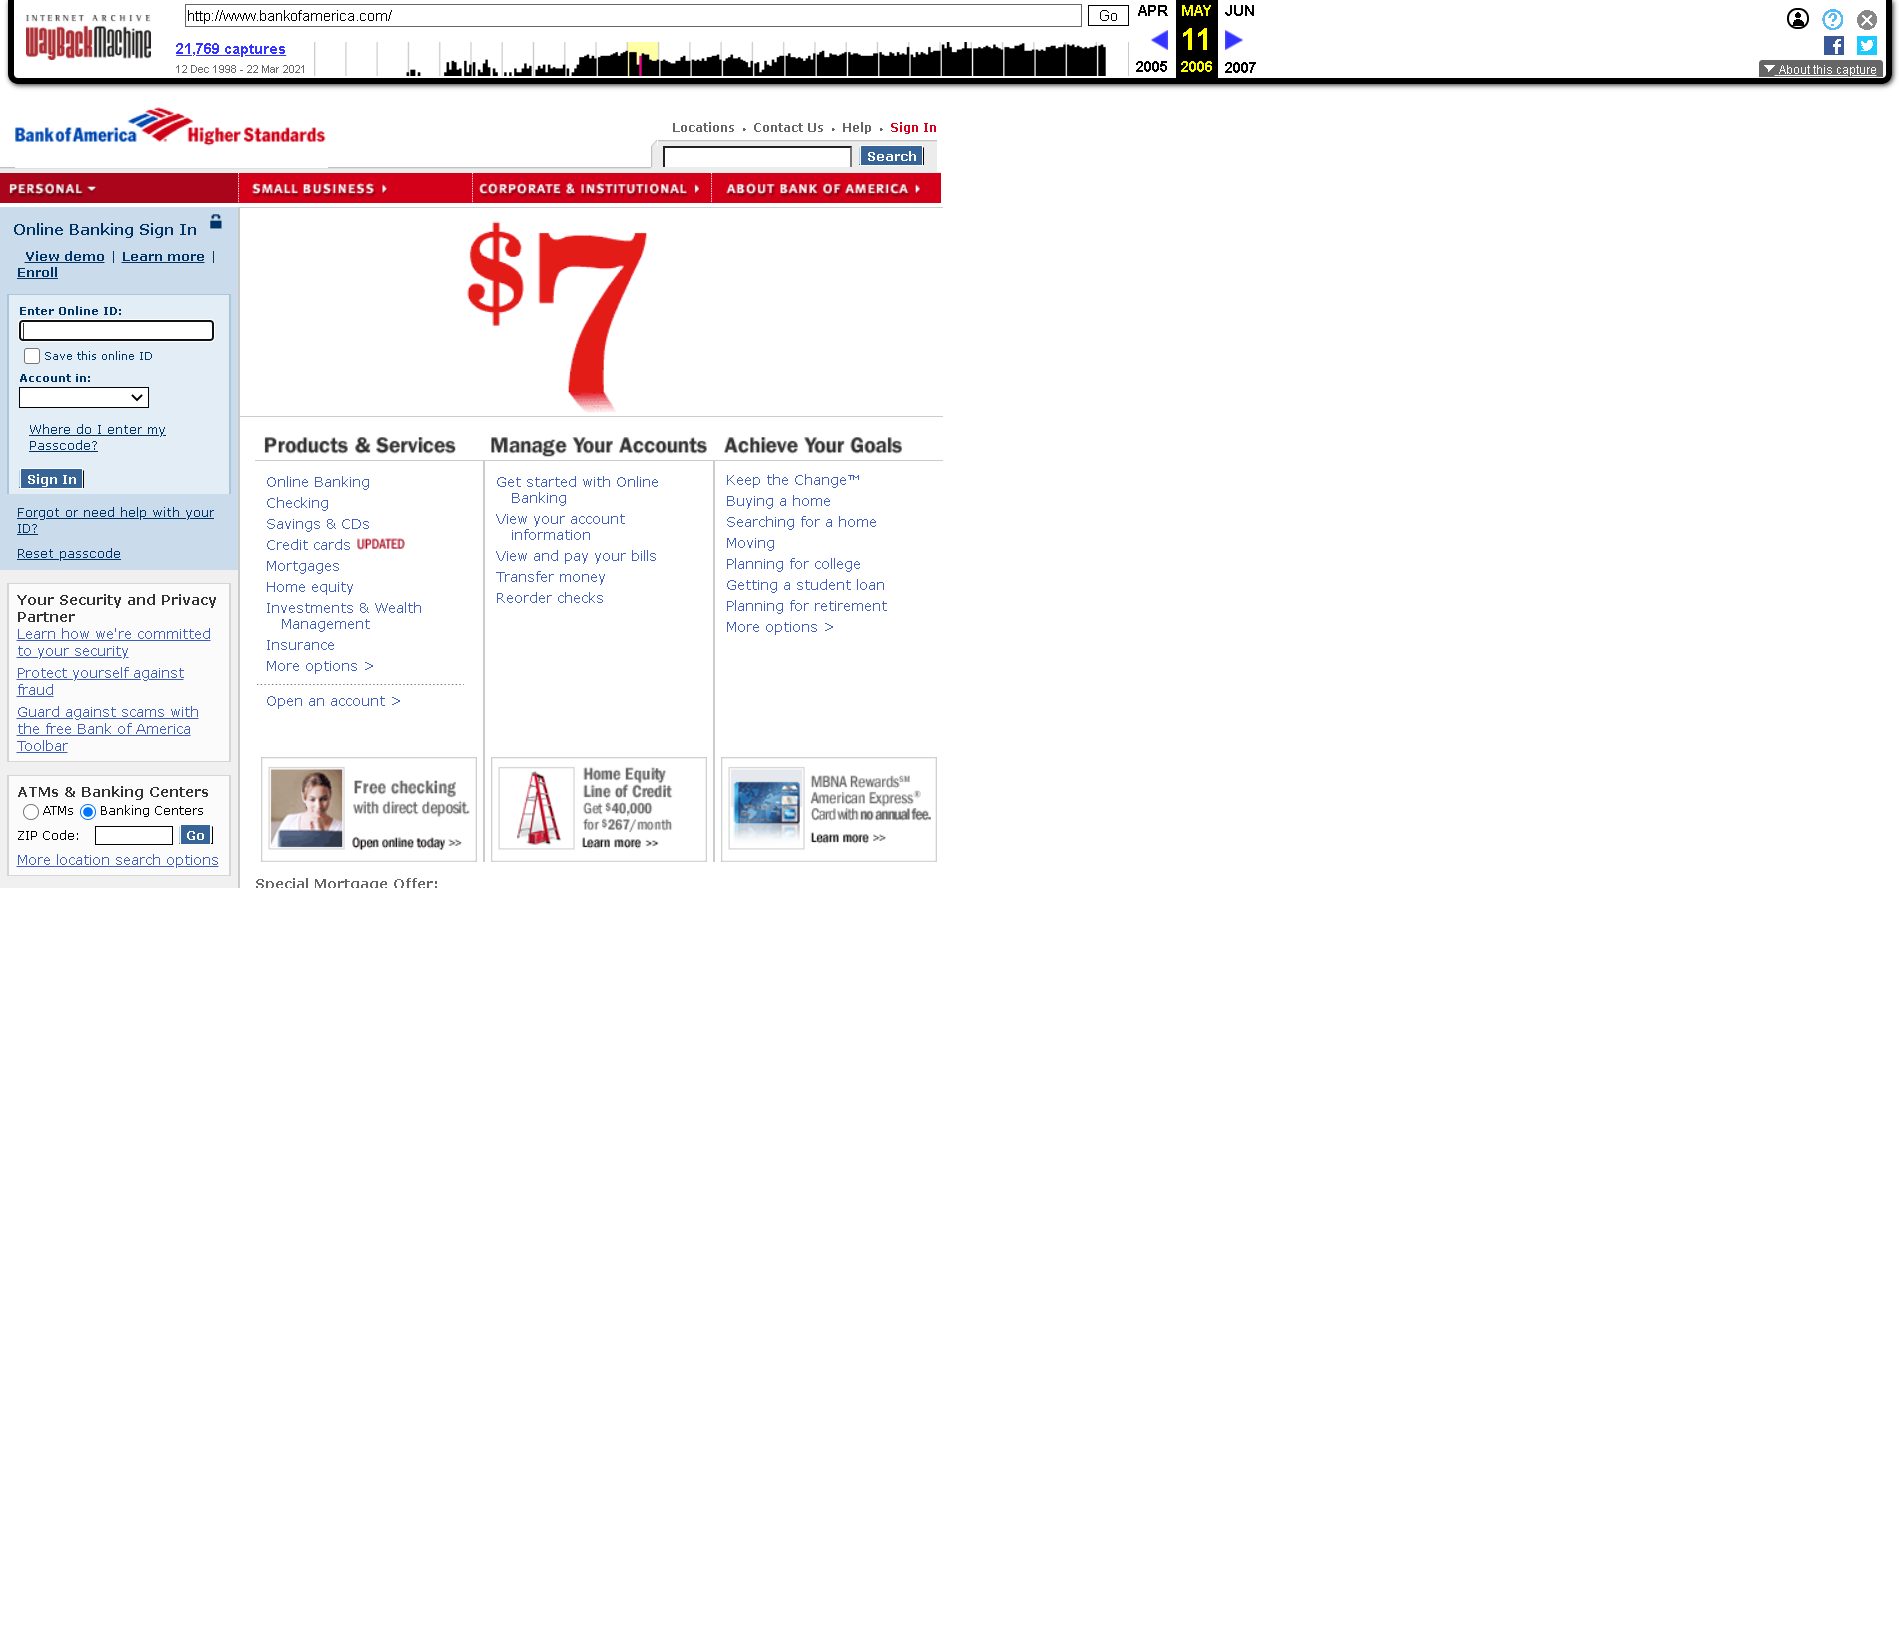 INTERNET ARCHIVE
WayBackMachine
http://www.bankofamerica.com/
Go
APR MAY JUN
21,769 captures
11
12 Dec 1998 - 22 Mar 2021
2005 2006 2007
About this capture
Bank of America Higher Standards
Locations • Contact Us • Help • Sign In
Search
PERSONAL
SMALL BUSINESS
CORPORATE & INSTITUTIONAL
ABOUT BANK OF AMERICA
Online Banking Sign In
View demo | Learn more |
Enroll
Enter Online ID:
Save this online ID
Account in:
Where do I enter my
Passcode?
Sign In
Forgot or need help with your
ID?
Reset passcode
Your Security and Privacy
Partner
Learn how we're committed
to your security
Protect yourself against
fraud
Guard against scams with
the free Bank of America
Toolbar
ATMs & Banking Centers
ATMs Banking Centers
ZIP Code:
Go
More location search options
$7
Products & Services
Online Banking
Checking
Savings & CDs
Credit cards UPDATED
Mortgages
Home equity
Investments & Wealth
Management
Insurance
More options >
Open an account >
Manage Your Accounts
Get started with Online
Banking
View your account
information
View and pay your bills
Transfer money
Reorder checks
Achieve Your Goals
Keep the Change™
Buying a home
Searching for a home
Moving
Planning for college
Getting a student loan
Planning for retirement
More options >
Free checking
with direct deposit.
Open online today >>
Home Equity
Line of Credit
Get $40,000
for $267/month
Learn more >>
MBNA Rewards℠
American Express®
Card with no annual fee.
Learn more >>
Special Mortgage Offer: